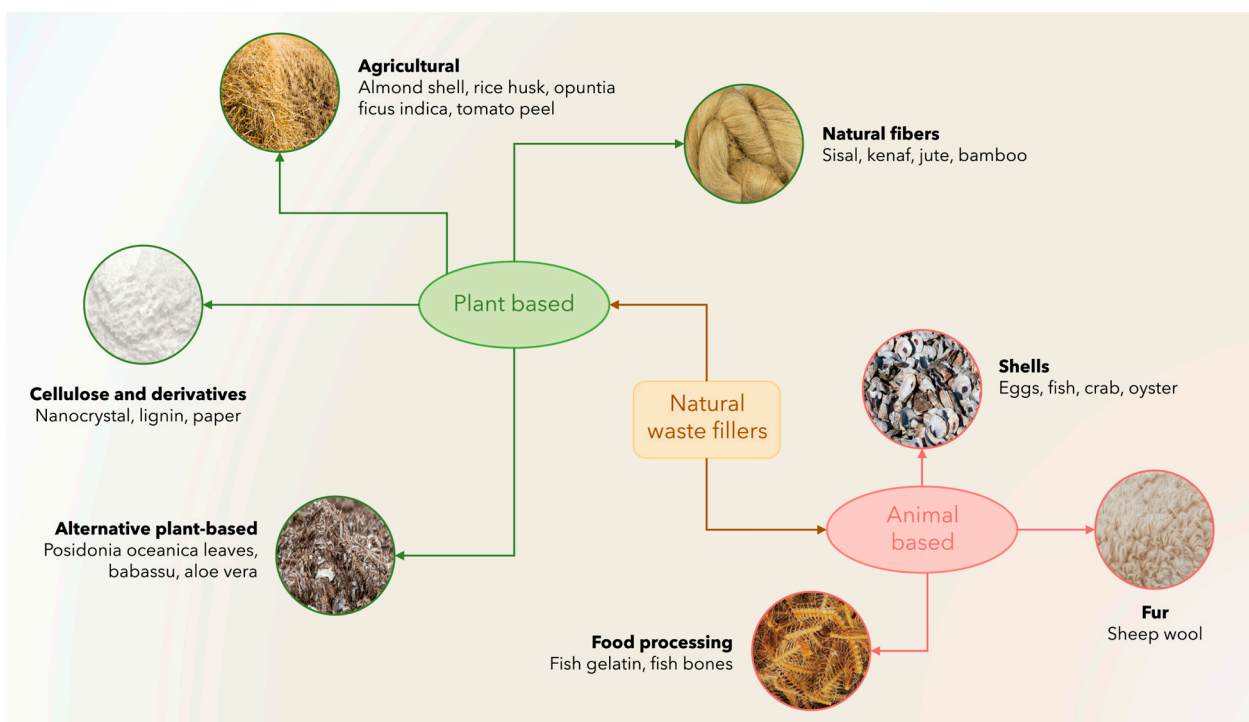 Agricultural
Almond shell, rice husk, opuntia
ficus indica, tomato peel
Natural fibers
Sisal, kenaf, jute, bamboo
Plant based
Cellulose and derivatives
Nanocrystal, lignin, paper
Natural
waste fillers
Shells
Eggs, fish, crab, oyster
Alternative plant-based
Posidonia oceanica leaves,
babassu, aloe vera
Animal
based
Fur
Sheep wool
Food processing
Fish gelatin, fish bones